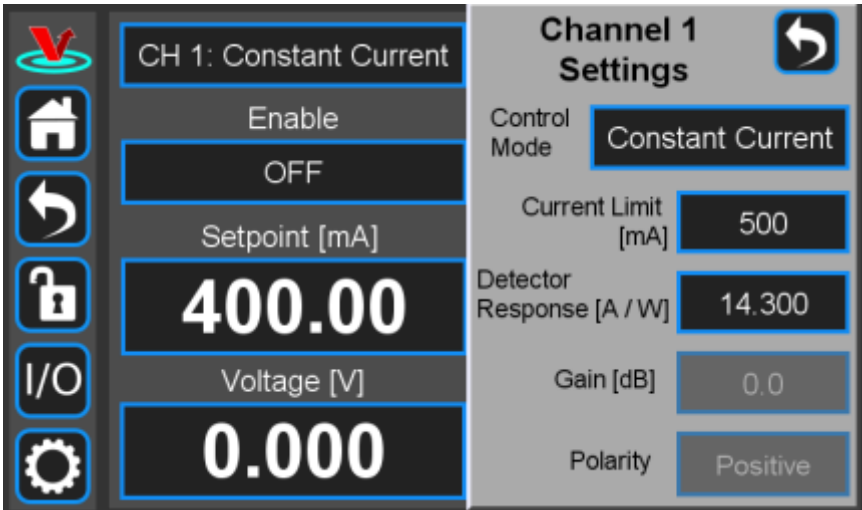 CH 1: Constant Current
Enable
OFF
Setpoint [mA]
400.00
Voltage [V]
0.000
I/O
Channel 1
Settings
Control
Mode
Constant Current
Current Limit
[mA]
500
Detector
Response [A / W]
14.300
Gain [dB]
0.0
Polarity
Positive